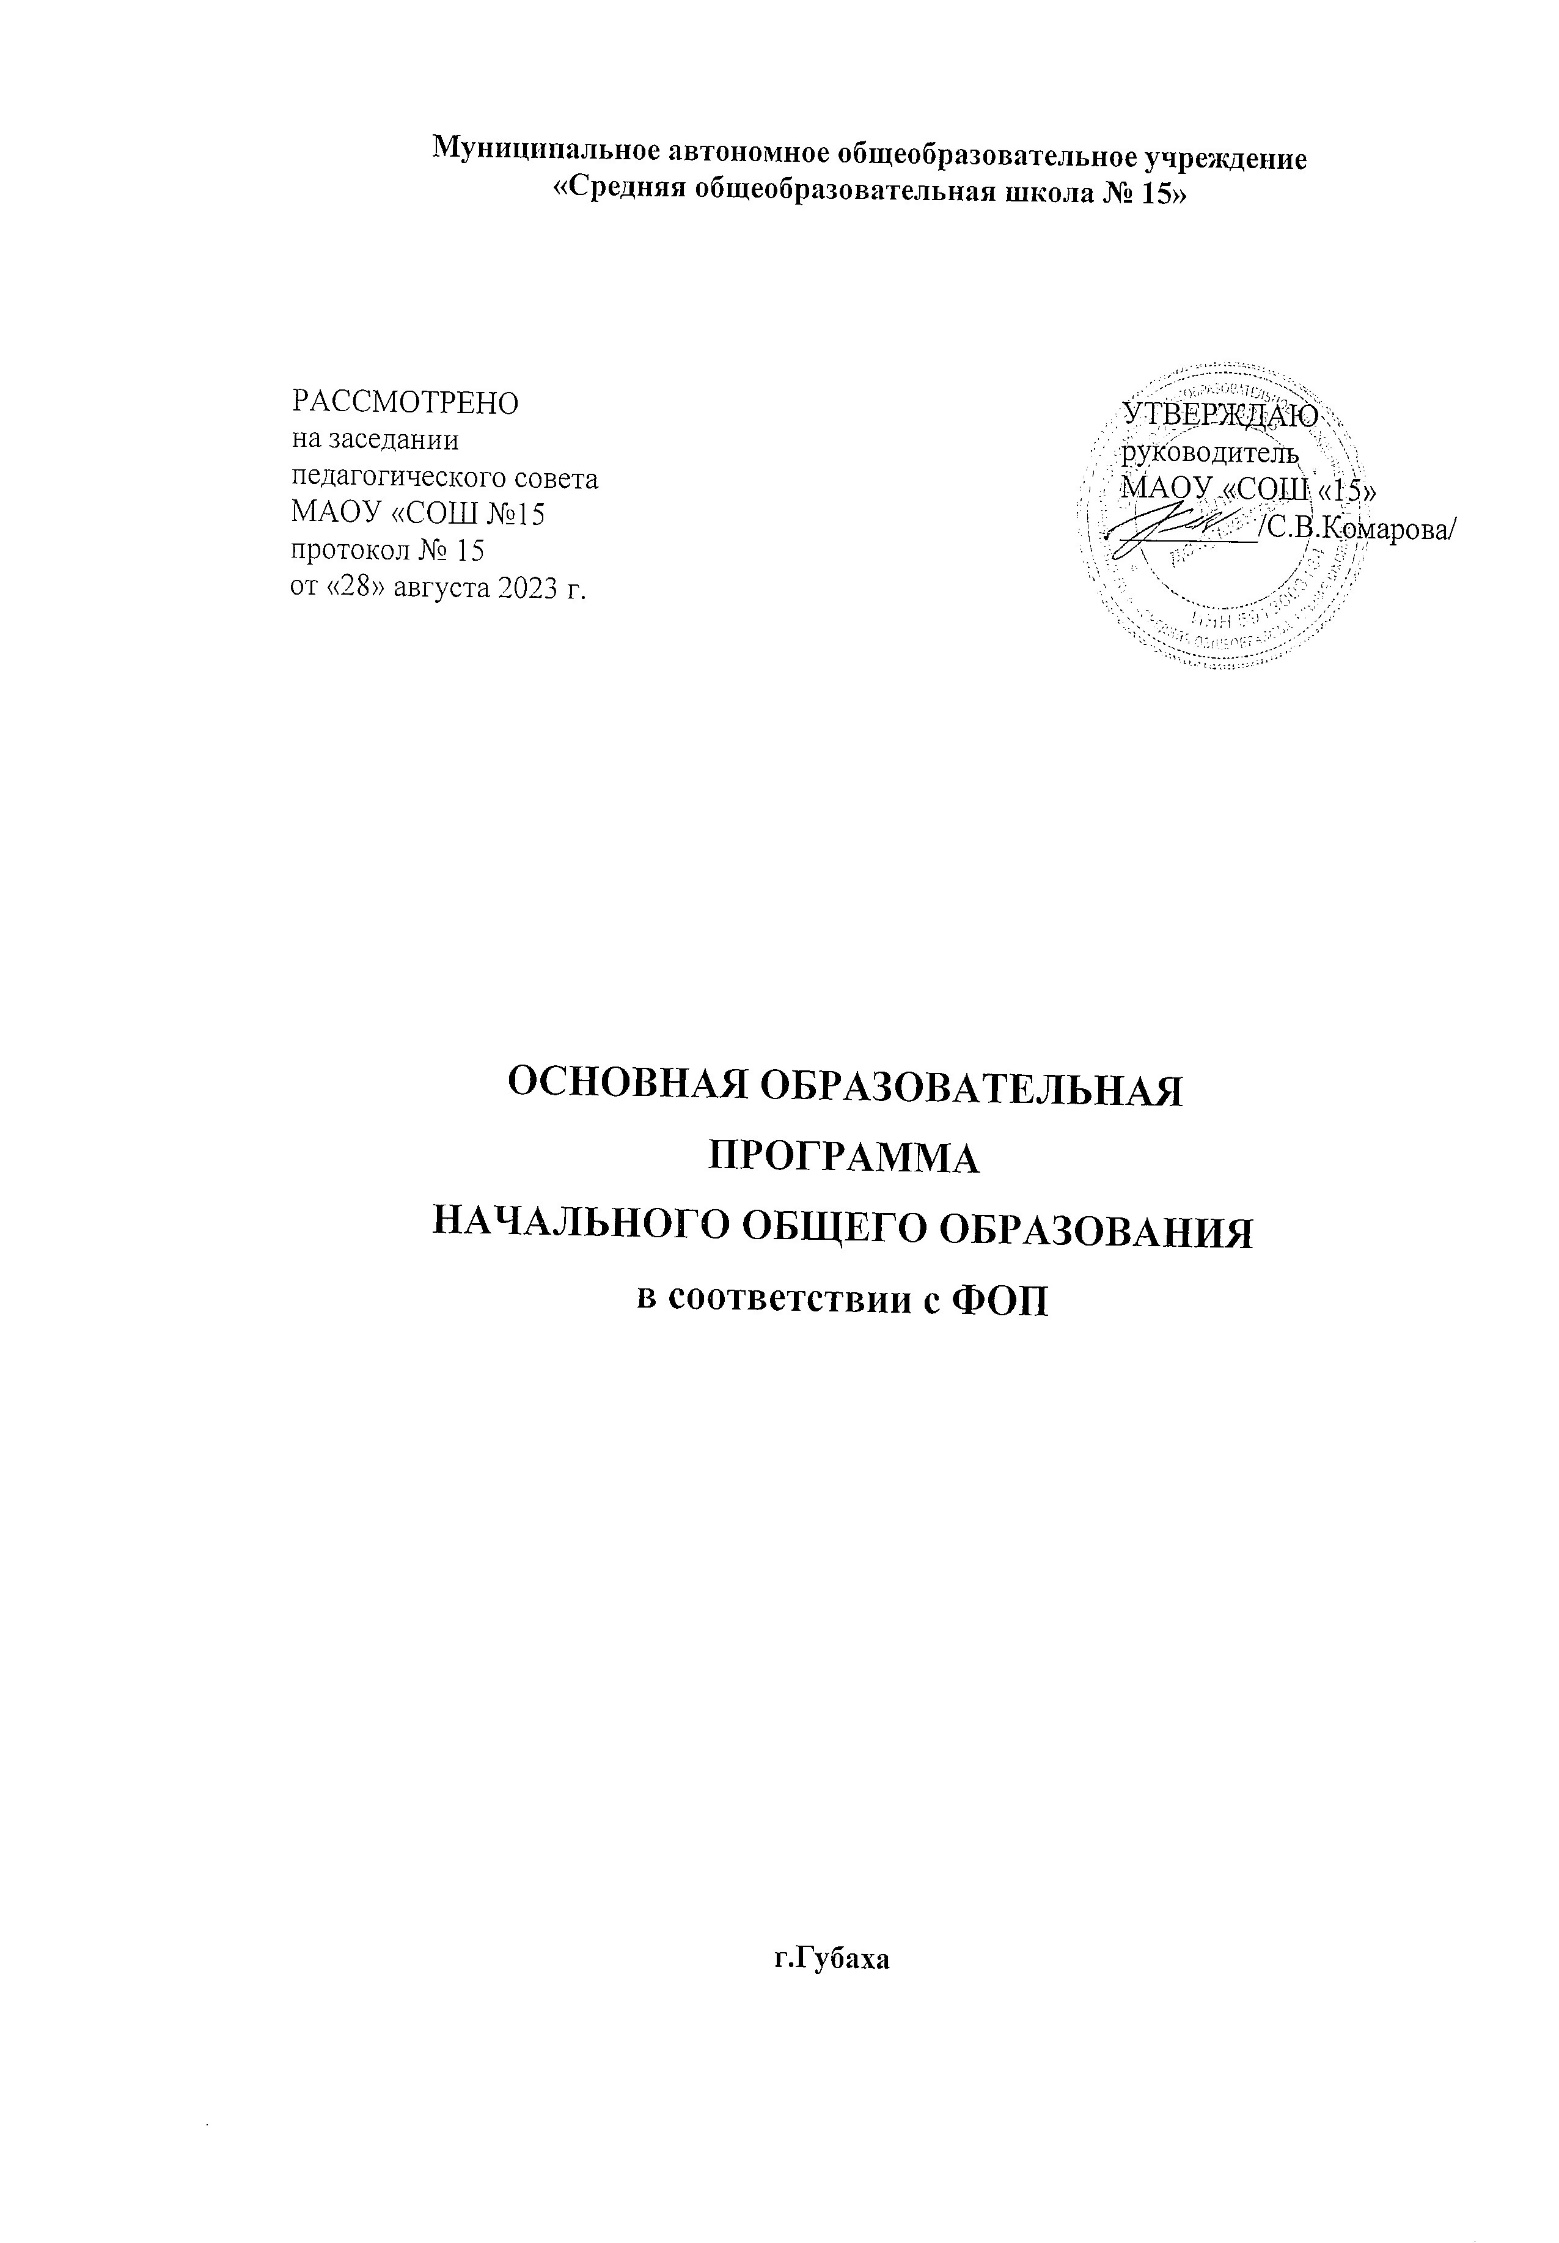 Муниципальное автономное общеобразовательное учреждение
«Средняя общеобразовательная школа № 15»
РАССМОТРЕНО
на заседании
педагогического совета
МАОУ «СОШ №15
протокол № 15
от «28» августа 2023 г.
УТВЕРЖДАЮ
руководитель
МАОУ «СОШ «15»
/С.В.Комарова/
ОСНОВНАЯ ОБРАЗОВАТЕЛЬНАЯ
ПРОГРАММА
НАЧАЛЬНОГО ОБЩЕГО ОБРАЗОВАНИЯ
в соответствии с ФОП
г.Губаха